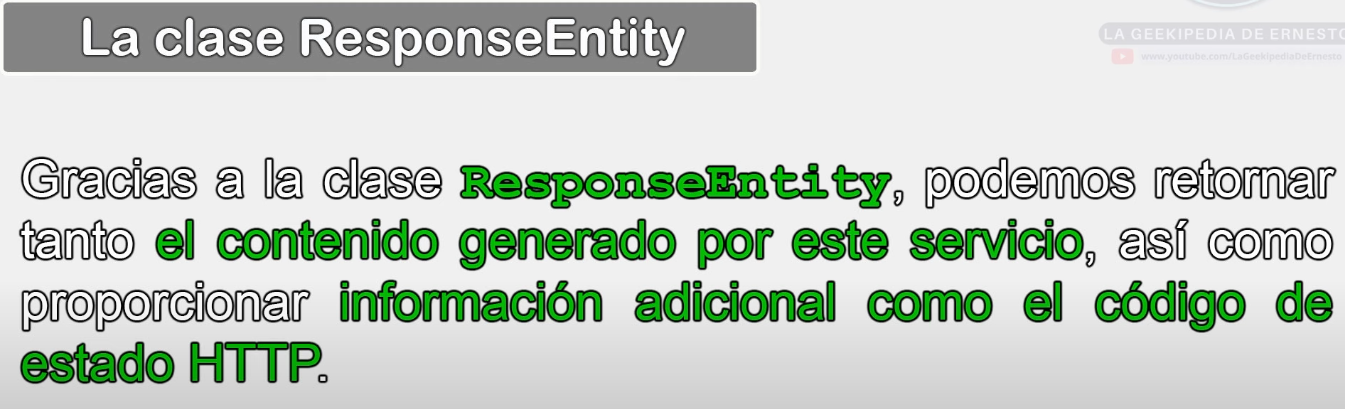 La clase ResponseEntity
LA GEEKIPEDIA DE ERNESTO
www.youtube.com/LaGeekipediaDeErnesto
Gracias a la clase ResponseEntity, podemos retornar
tanto el contenido generado por este servicio, así como
proporcionar información adicional como el código de
estado HTTP.